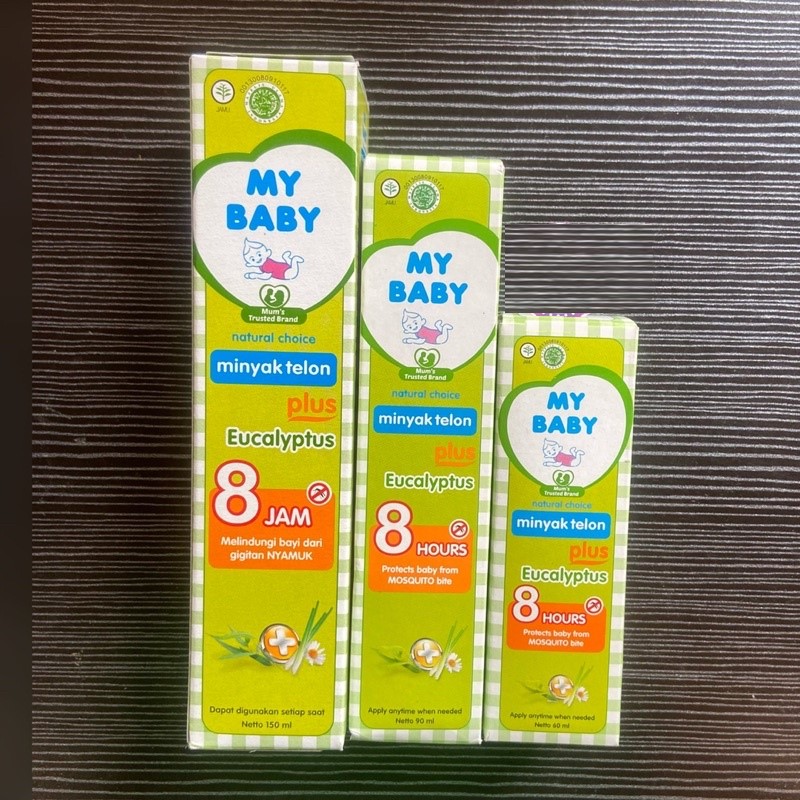 JAMU
00130080910117
MY
BABY
Mum's
Trusted Brand
natural choice
minyak telon
plus
Eucalyptus
8 JAM
Melindungi bayi dari
gigitan NYAMUK
Dapat digunakan setiap saat
Netto 150 ml
JAMU
MY
BABY
Mum's
Trusted Brand
natural choice
minyak telon
plus
Eucalyptus
8 HOURS
Protects baby from
MOSQUITO bite
Apply anytime when needed
Netto 90 ml
MY
BABY
Mum's
Trusted Brand
natural choice
minyak telon
plus
Eucalyptus
8 HOURS
Protects baby from
MOSQUITO bite
Apply anytime when needed
Netto 60 ml